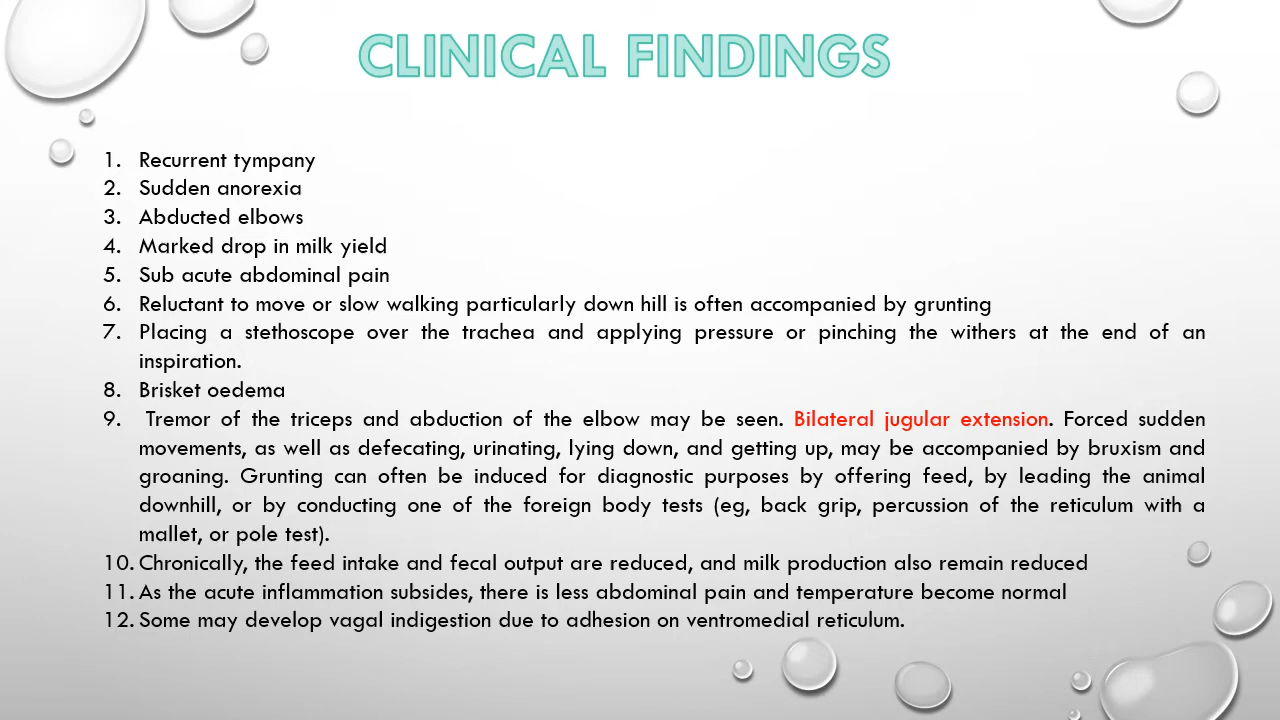 CLINICAL FINDINGS
1. Recurrent tympany
2. Sudden anorexia
3. Abducted elbows
4. Marked drop in milk yield
5. Sub acute abdominal pain
6. Reluctant to move or slow walking particularly down hill is often accompanied by grunting
7. Placing a stethoscope over the trachea and applying pressure or pinching the withers at the end of an
inspiration.
8. Brisket oedema
9. Tremor of the triceps and abduction of the elbow may be seen. Bilateral jugular extension. Forced sudden
movements, as well as defecating, urinating, lying down, and getting up, may be accompanied by bruxism and
groaning. Grunting can often be induced for diagnostic purposes by offering feed, by leading the animal
downhill, or by conducting one of the foreign body tests (eg, back grip, percussion of the reticulum with a
mallet, or pole test).
10. Chronically, the feed intake and fecal output are reduced, and milk production also remain reduced
11. As the acute inflammation subsides, there is less abdominal pain and temperature become normal
12. Some may develop vagal indigestion due to adhesion on ventromedial reticulum.